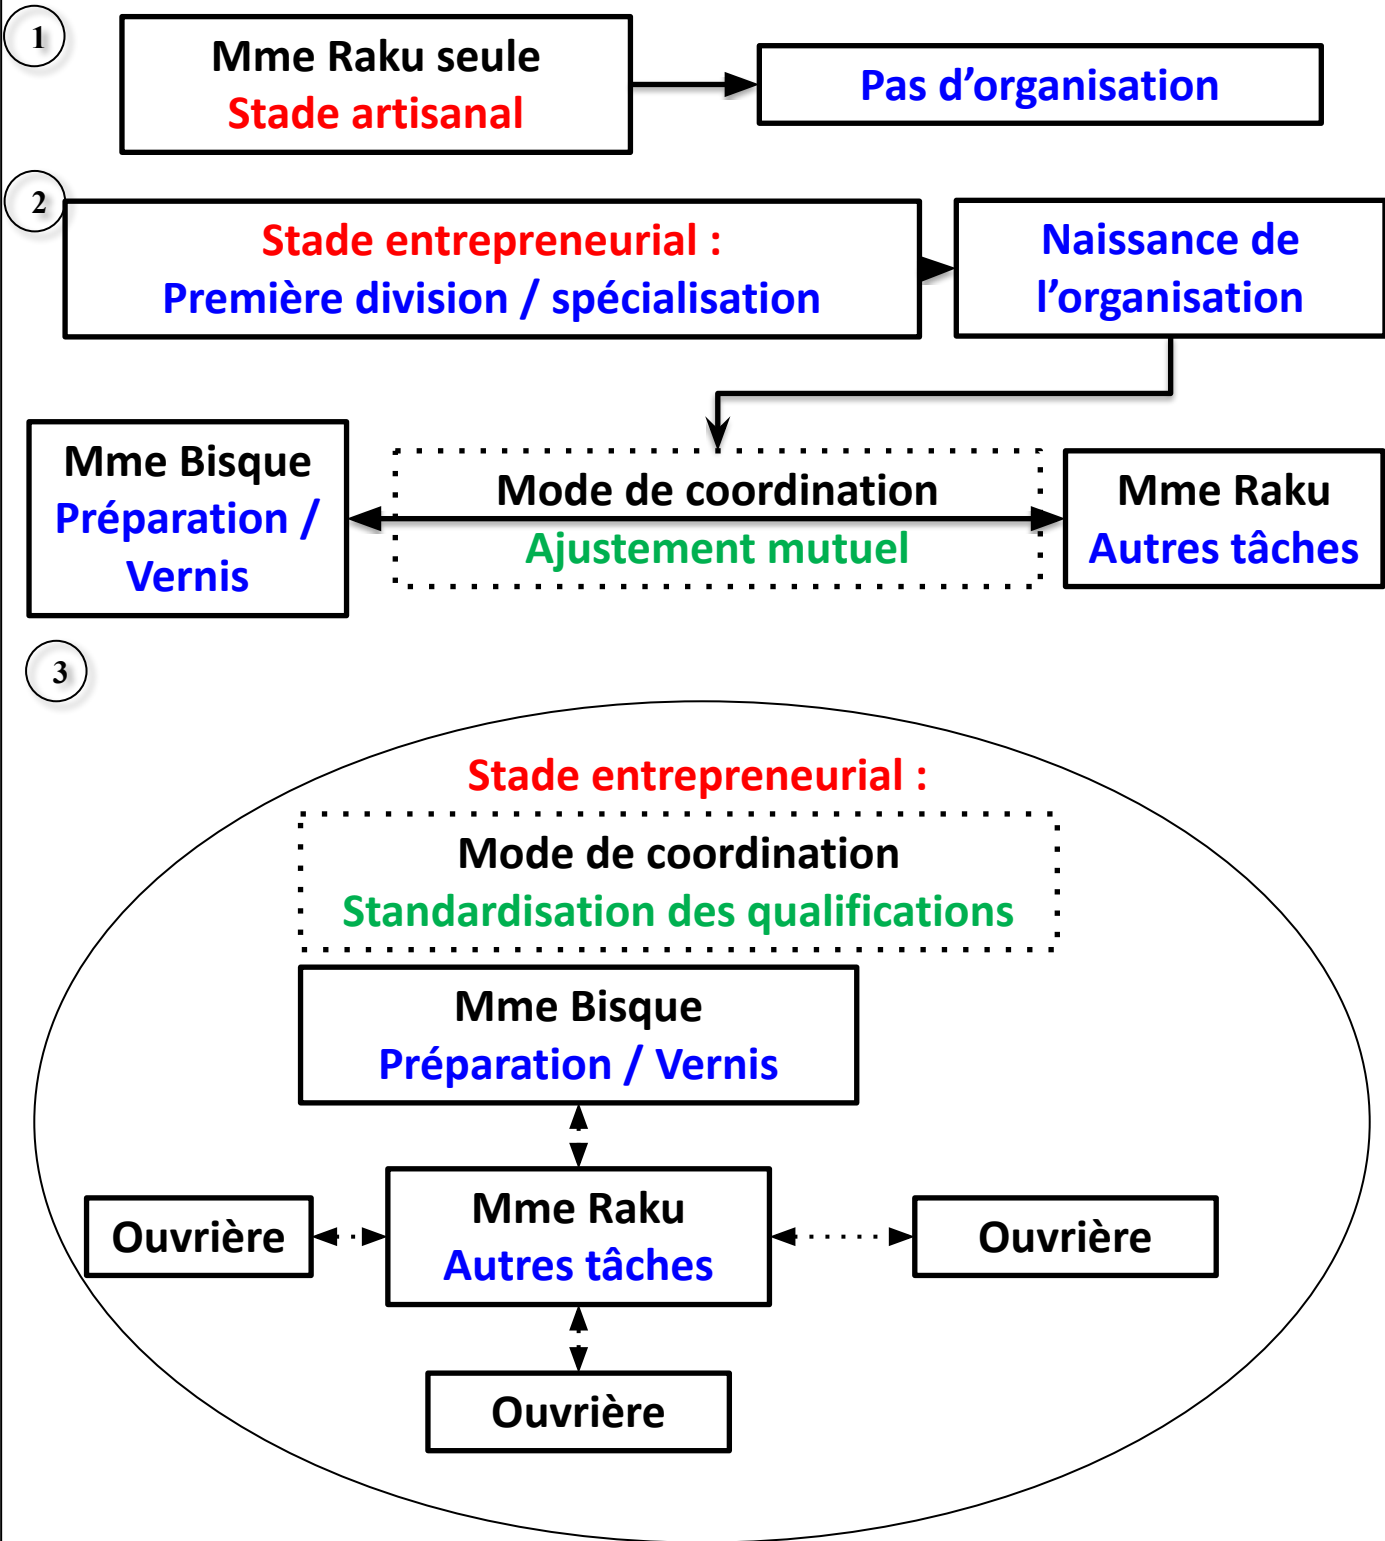 1
Mme Raku seule
Stade artisanal
Pas d’organisation
2
Stade entrepreneurial :
Première division / spécialisation
Naissance de
l’organisation
Mme Bisque
Préparation /
Vernis
Mode de coordination
Ajustement mutuel
Mme Raku
Autres tâches
3
Stade entrepreneurial :
Mode de coordination
Standardisation des qualifications
Mme Bisque
Préparation / Vernis
Ouvrière
Mme Raku
Autres tâches
Ouvrière
Ouvrière